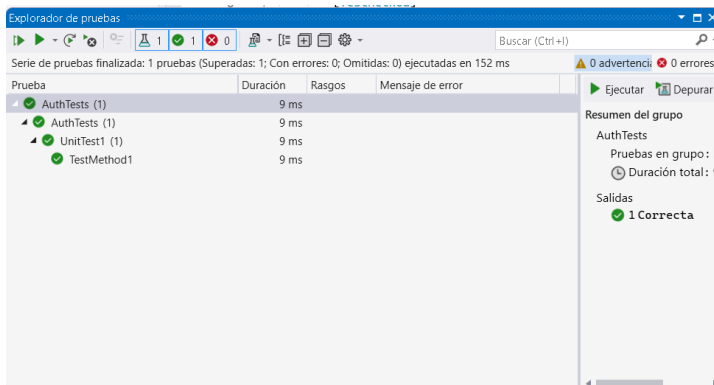 Explorador de pruebas
1 1 0
Buscar (Ctrl+I)
Serie de pruebas finalizada: 1 pruebas (Superadas: 1; Con errores: 0; Omitidas: 0) ejecutadas en 152 ms
0 advertencia 0 errores
Prueba Duración Rasgos Mensaje de error
AuthTests (1) 9 ms
AuthTests (1) 9 ms
UnitTest1 (1) 9 ms
TestMethod1 9 ms
Ejecutar Depurar
Resumen del grupo
AuthTests
Pruebas en grupo:
Duración total:
Salidas
1 Correcta